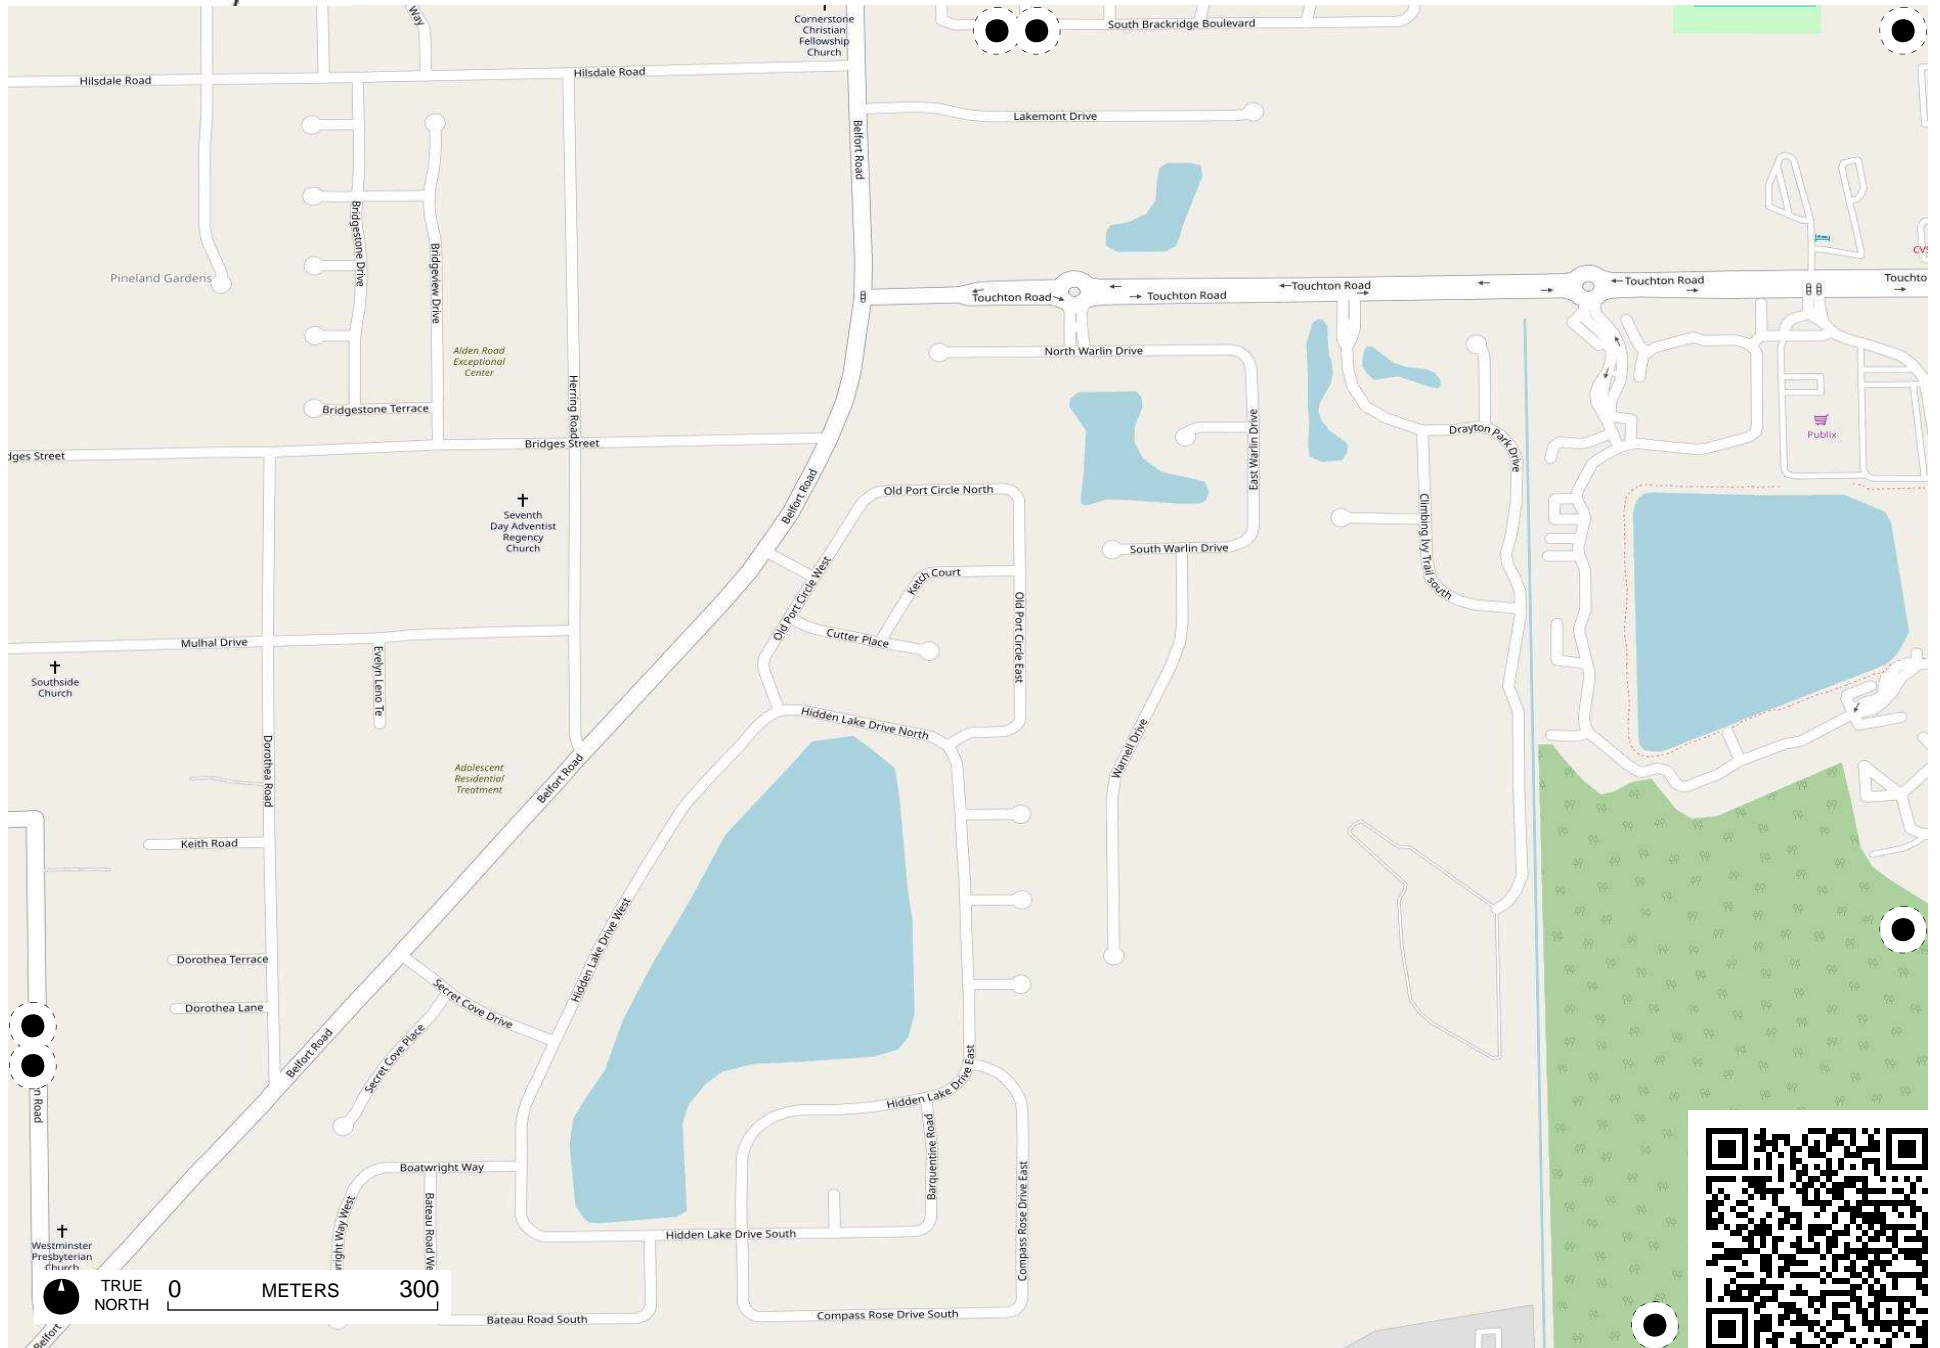 Way
Cornerstone
Christian
Fellowship
Church
South Brackridge Boulevard
Hilsdale Road
Hilsdale Road
Lakemont Drive
Belfort Road
Bridgestone Drive
Bridgeview Drive
Pineland Gardens
CVS
Touchton Road
Touchton Road
Touchton Road
Touchton Road
Touchto
North Warlin Drive
Alden Road
Exceptional
Center
Herring Road
Bridgestone Terrace
East Warlin Drive
Drayton Park Drive
Publix
dges Street
Bridges Street
Belfort Road
Old Port Circle North
Climbing Ivy Trail south
Seventh
Day Adventist
Regency
Church
South Warlin Drive
Ketch Court
Old Port Circle West
Old Port Circle East
Cutter Place
Mulhal Drive
Evelyn Leno Te
Southside
Church
Hidden Lake Drive North
Warnell Drive
Dorothea Road
Adolescent
Residential
Treatment
Belfort Road
Keith Road
Hidden Lake Drive West
Dorothea Terrace
Dorothea Lane
Secret Cove Drive
Secret Cove Place
Belfort Road
Hidden Lake Drive East
n Road
Barquentine Road
Boatwright Way
Compass Rose Drive East
wright Way West
Bateau Road We
Hidden Lake Drive South
Westminster
Presbyterian
Church
TRUE
NORTH
0 METERS 300
Bateau Road South
Compass Rose Drive South
Belfort